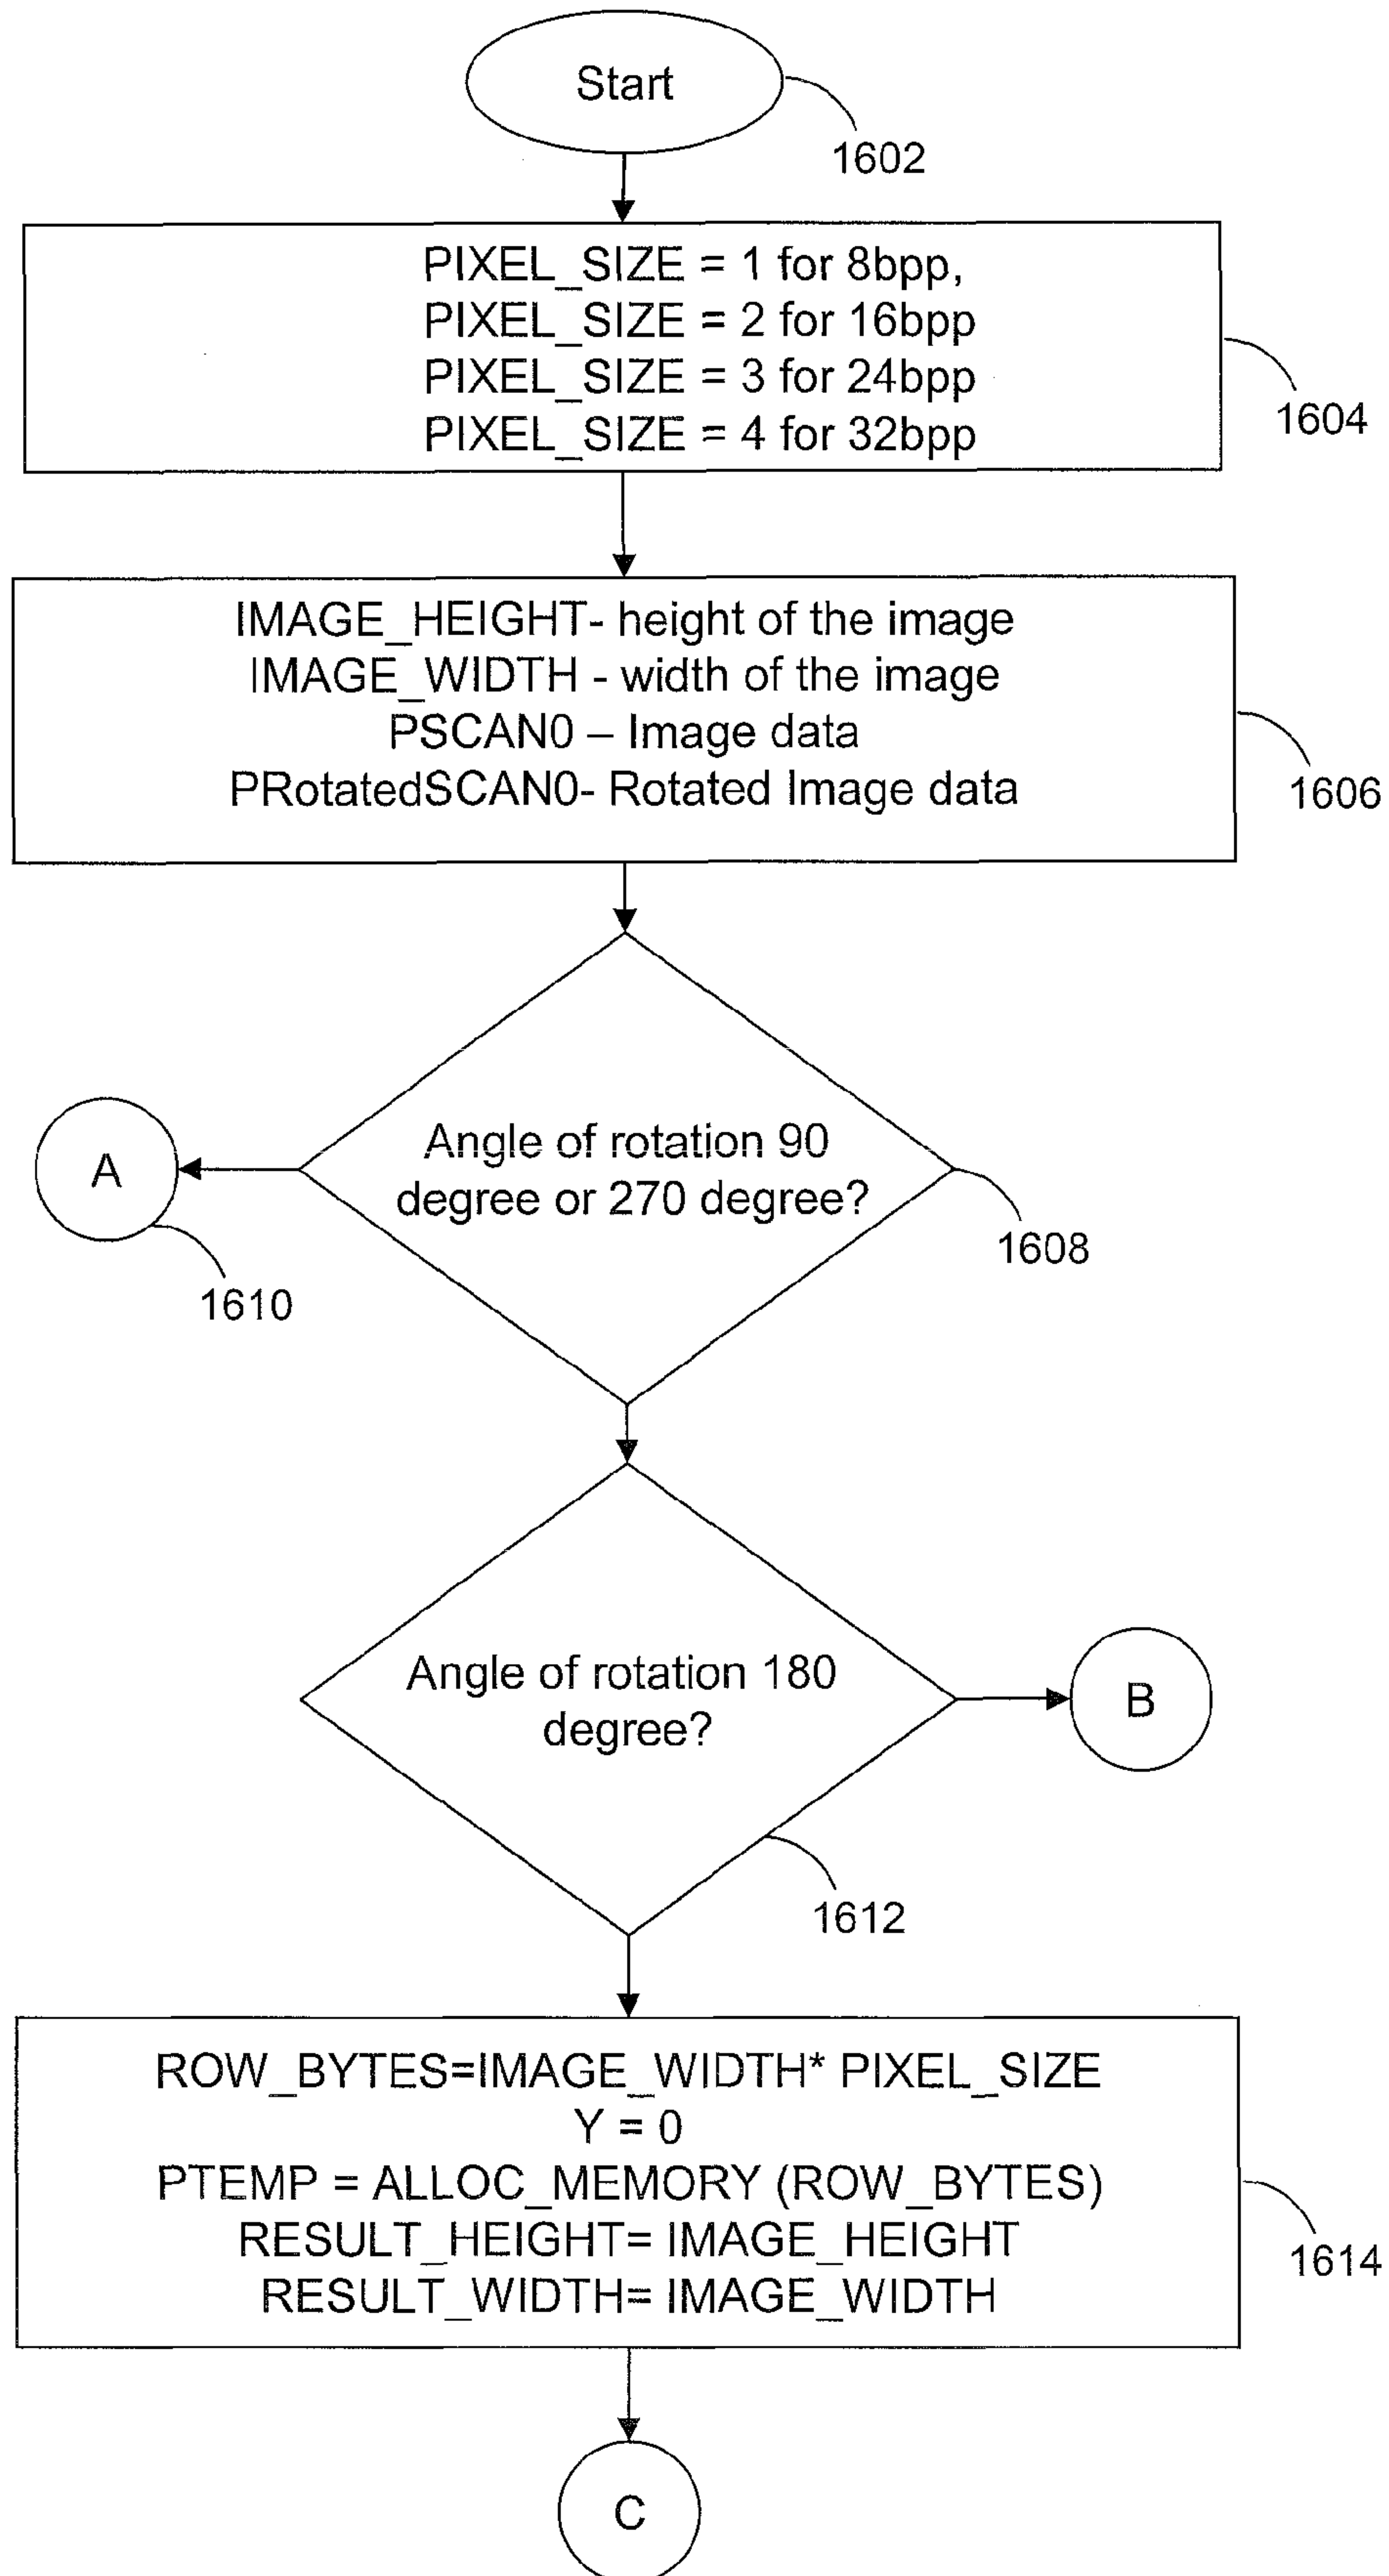 Start
1602
PIXEL_SIZE = 1 for 8bpp,
PIXEL_SIZE = 2 for 16bpp
PIXEL_SIZE = 3 for 24bpp
PIXEL_SIZE = 4 for 32bpp
1604
IMAGE_HEIGHT- height of the image
IMAGE_WIDTH - width of the image
PSCAN0 – Image data
PRotatedSCAN0- Rotated Image data
1606
Angle of rotation 90
degree or 270 degree?
A
1608
1610
Angle of rotation 180
degree?
B
1612
ROW_BYTES=IMAGE_WIDTH* PIXEL_SIZE
Y = 0
PTEMP = ALLOC_MEMORY (ROW_BYTES)
RESULT_HEIGHT= IMAGE_HEIGHT
RESULT_WIDTH= IMAGE_WIDTH
1614
C